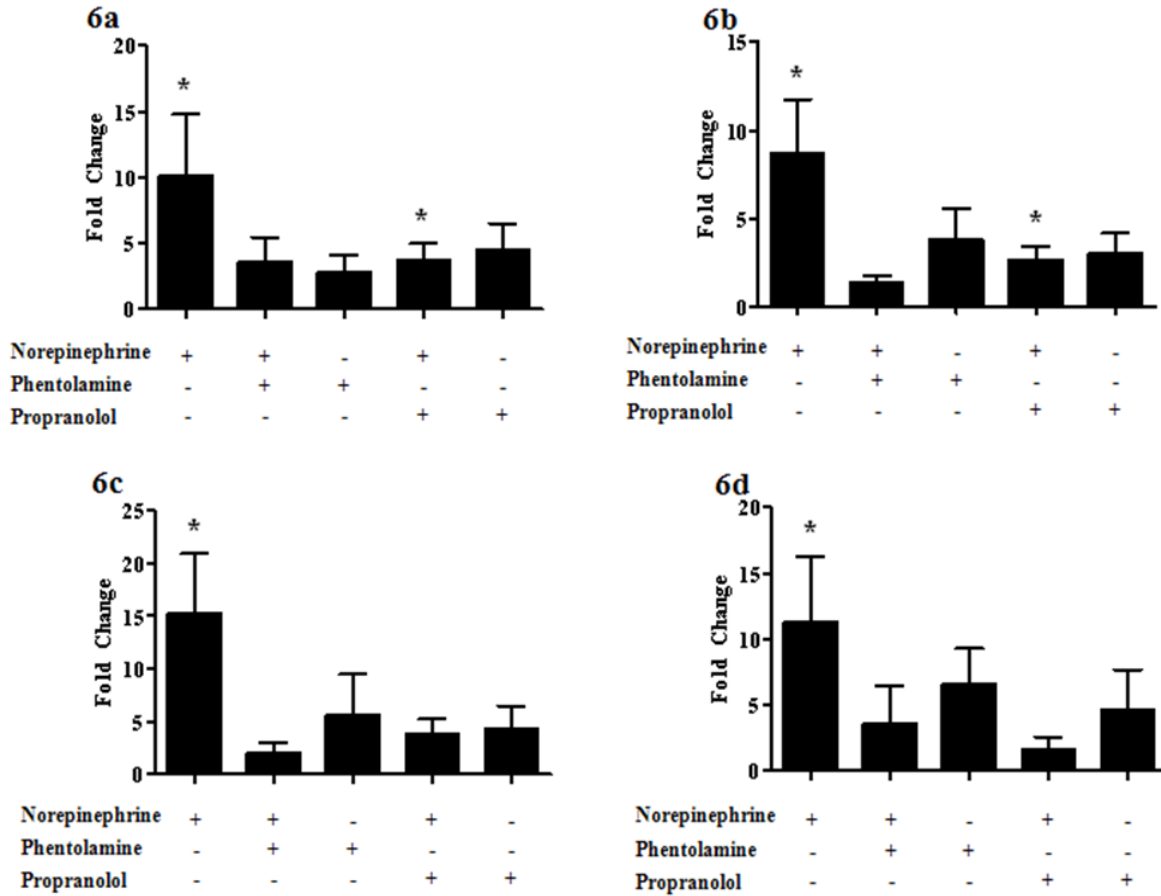 6a
20
15
10
5
0
Fold Change
*
*
Norepinephrine + + - + -
Phentolamine - + + - -
Propranolol - - - + +
6b
15
10
5
0
Fold Change
*
*
Norepinephrine + + - + -
Phentolamine - + + - -
Propranolol - - - + +
6c
25
20
15
10
5
0
Fold Change
*
Norepinephrine + + - + -
Phentolamine - + + - -
Propranolol - - - + +
6d
20
15
10
5
0
Fold Change
*
Norepinephrine + + - + -
Phentolamine - + + - -
Propranolol - - - + +